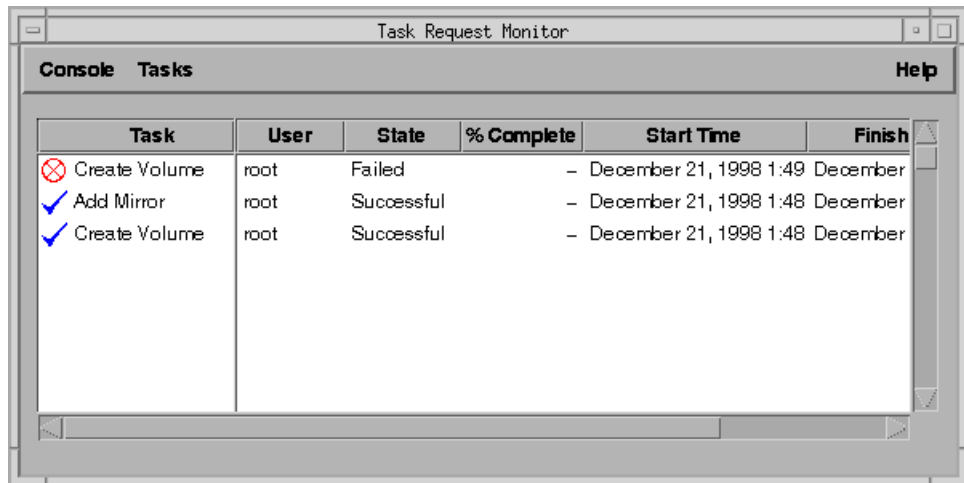 Task Request Monitor
Console Tasks Help
Task User State % Complete Start Time Finish
Create Volume root Failed – December 21, 1998 1:49 December
Add Mirror root Successful – December 21, 1998 1:48 December
Create Volume root Successful – December 21, 1998 1:48 December